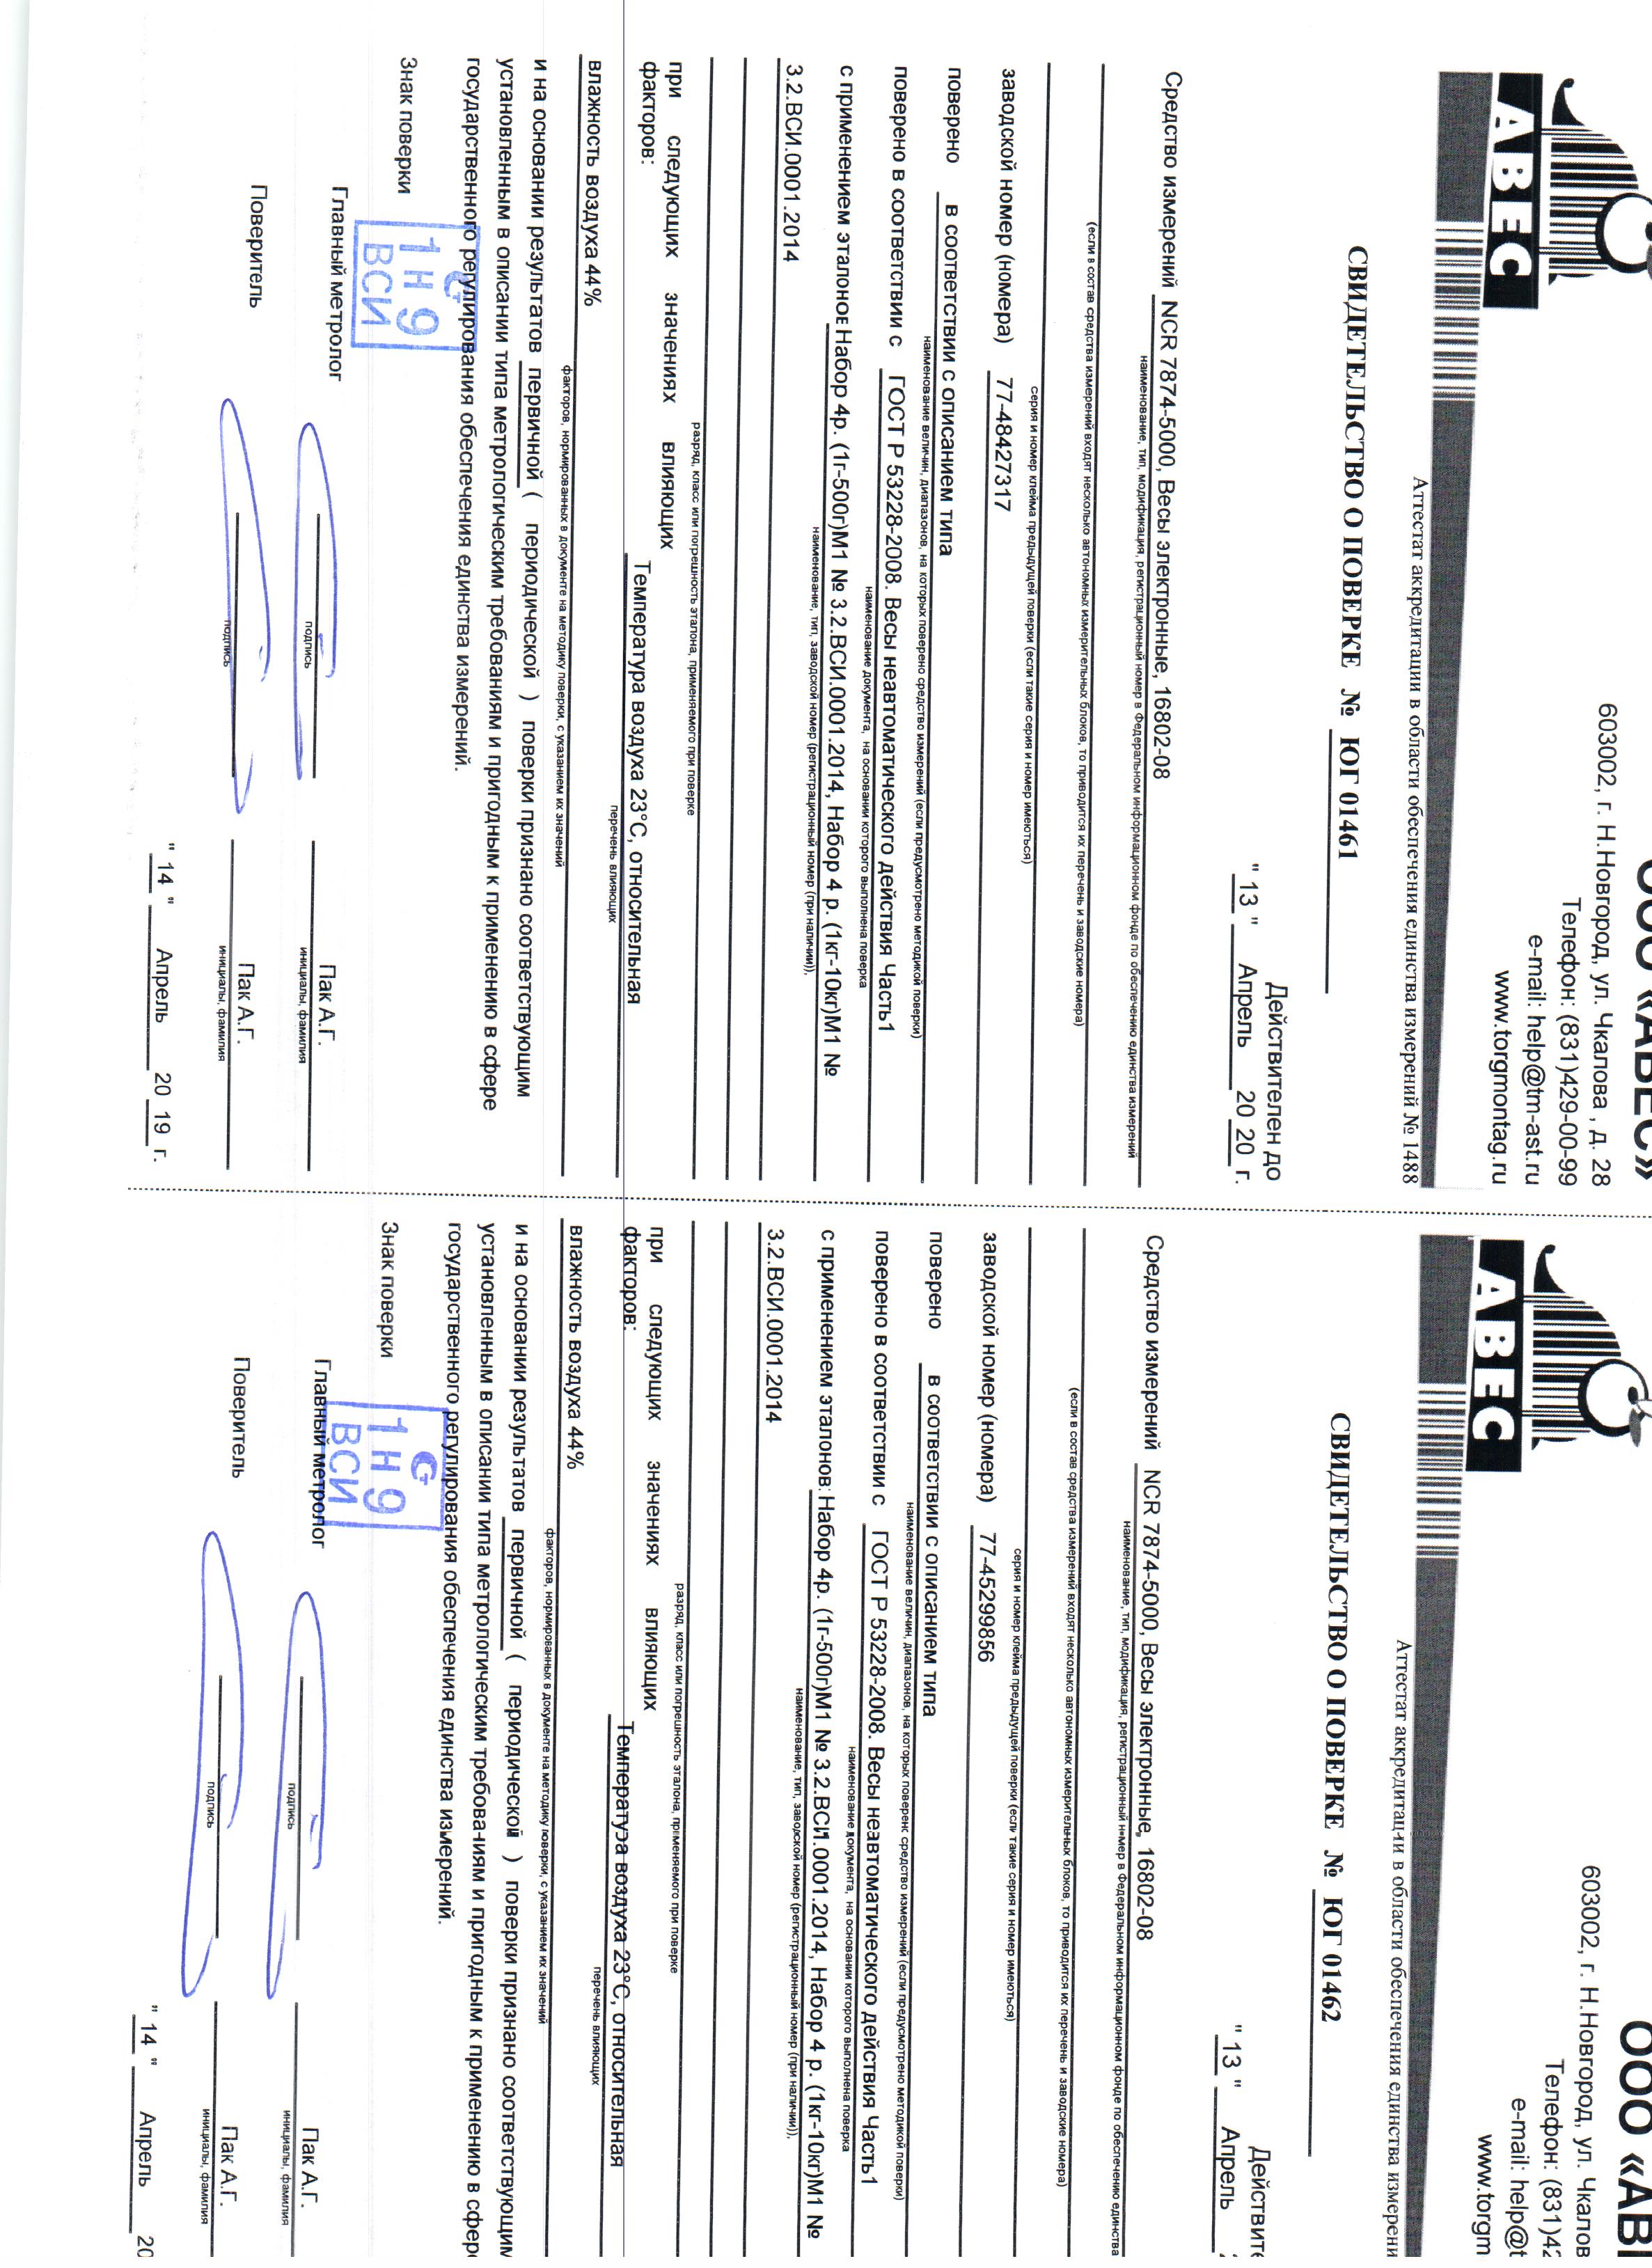 ООО «АВЕС»
603002, г. Н.Новгород, ул. Чкалова , д. 28
Телефон: (831)429-00-99
e-mail: help@tm-ast.ru
www.torgmontag.ru
АВЕС
Аттестат аккредитации в области обеспечения единства измерений № 1488
СВИДЕТЕЛЬСТВО О ПОВЕРКЕ № ЮГ 01461
Действителен до
" 13 " Апрель 20 20 г.
Средство измерений NCR 7874-5000, Весы электронные, 16802-08
наименование, тип, модификация, регистрационный номер в Федеральном информационном фонде по обеспечению единства измерений
(если в состав средства измерений входят несколько автономных измерительных блоков, то приводится их перечень и заводские номера)
серия и номер клейма предыдущей поверки (если такие серия и номер имеються)
заводской номер (номера) 77-48427317
поверено в соответствии с описанием типа
наименование величин, диапазонов, на которых поверено средство измерений (если предусмотрено методикой поверки)
поверено в соответствии с ГОСТ Р 53228-2008. Весы неавтоматического действия Часть1
наименование документа, на основании которого выполнена поверка
с применением эталонов Набор 4р. (1г-500г)М1 № 3.2.ВСИ.0001.2014, Набор 4 р. (1кг-10кг)М1 №
наименование, тип, заводской номер (регистрационный номер (при наличии)),
3.2.ВСИ.0001.2014
разряд, класс или погрешность эталона, применяемого при поверке
при следующих значениях влияющих
факторов: Температура воздуха 23°С, относительная
перечень влияющих
влажность воздуха 44%
факторов, нормированных в документе на методику поверки, с указанием их значений
и на основании результатов первичной ( периодической ) поверки признано соответствующим
установленным в описании типа метрологическим требованиям и пригодным к применению в сфере
государственного регулирования обеспечения единства измерений.
Знак поверки
1 Н 9
ВСИ
Главный метролог Пак А.Г.
подпись инициалы, фамилия
Поверитель Пак А.Г.
подпись инициалы, фамилия
" 14 " Апрель 20 19 г.
ООО «АВЕ
603002, г. Н.Новгород, ул. Чкалов
Телефон: (831)42
e-mail: help@t
www.torgm
АВЕС
Аттестат аккредитации в области обеспечения единства измерени
СВИДЕТЕЛЬСТВО О ПОВЕРКЕ № ЮГ 01462
Действите
" 13 " Апрель 2
Средство измерений NCR 7874-5000, Весы электронные, 16802-08
наименование, тип, модификация, регистрационный номер в Федеральном информационном фонде по обеспечению единства
(если в состав средства измерений входят несколько автономных измерительных блоков, то приводится их перечень и заводские номера)
серия и номер клейма предыдущей поверки (если такие серия и номер имеються)
заводской номер (номера) 77-45299856
поверено в соответствии с описанием типа
наименование величин, диапазонов, на которых поверено средство измерений (если предусмотрено методикой поверки)
поверено в соответствии с ГОСТ Р 53228-2008. Весы неавтоматического действия Часть1
наименование документа, на основании которого выполнена поверка
с применением эталонов: Набор 4р. (1г-500г)М1 № 3.2.ВСИ.0001.2014, Набор 4 р. (1кг-10кг)М1 №
наименование, тип, заводской номер (регистрационный номер (при наличии)),
3.2.ВСИ.0001.2014
разряд, класс или погрешность эталона, применяемого при поверке
при следующих значениях влияющих
факторов: Температура воздуха 23°С, относительная
перечень влияющих
влажность воздуха 44%
факторов, нормированных в документе на методику поверки, с указанием их значений
и на основании результатов первичной ( периодической ) поверки признано соответствующим
установленным в описании типа метрологическим требованиям и пригодным к применению в сфере
государственного регулирования обеспечения единства измерений.
Знак поверки
1 Н 9
ВСИ
Главный метролог Пак А.Г.
подпись инициалы, фамилия
Поверитель Пак А.Г.
подпись инициалы, фамилия
" 14 " Апрель 20